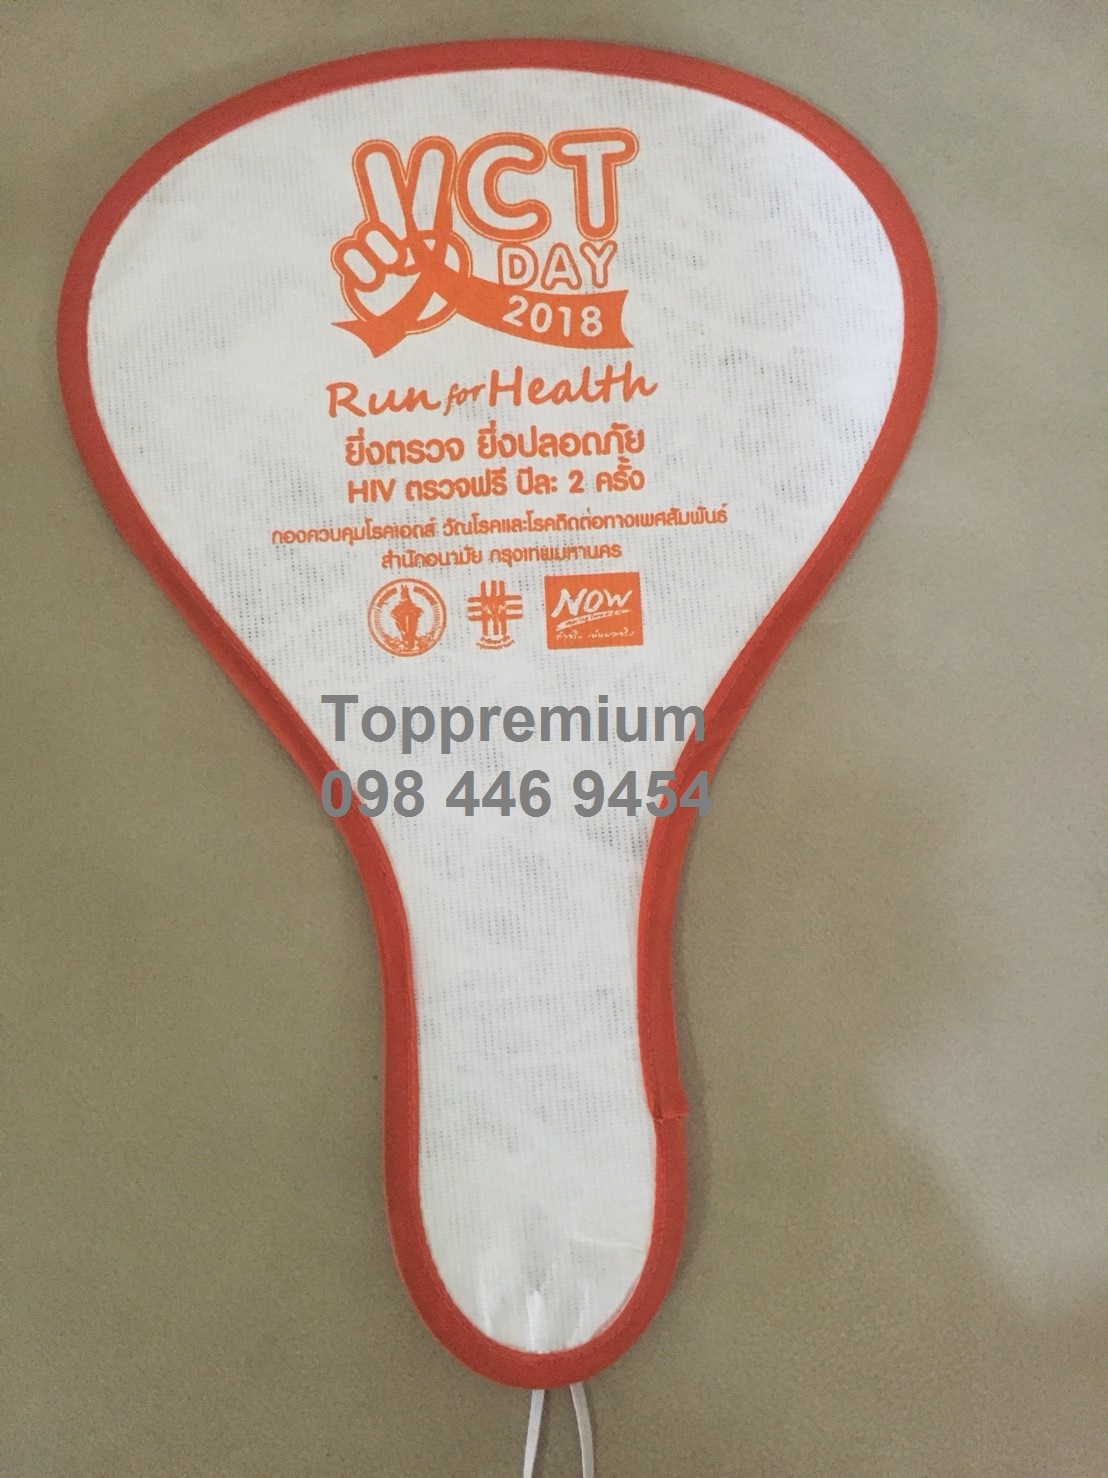 VCT
DAY
2018
Run for Health
ยิ่งตรวจ ยิ่งปลอดภัย
HIV ตรวจฟรี ปีละ 2 ครั้ง
กองควบคุมโรคเอดส์ วัณโรคและโรคติดต่อทางเพศสัมพันธ์
สำนักอนามัย กรุงเทพมหานคร
NOW
Toppremium
098 446 9454